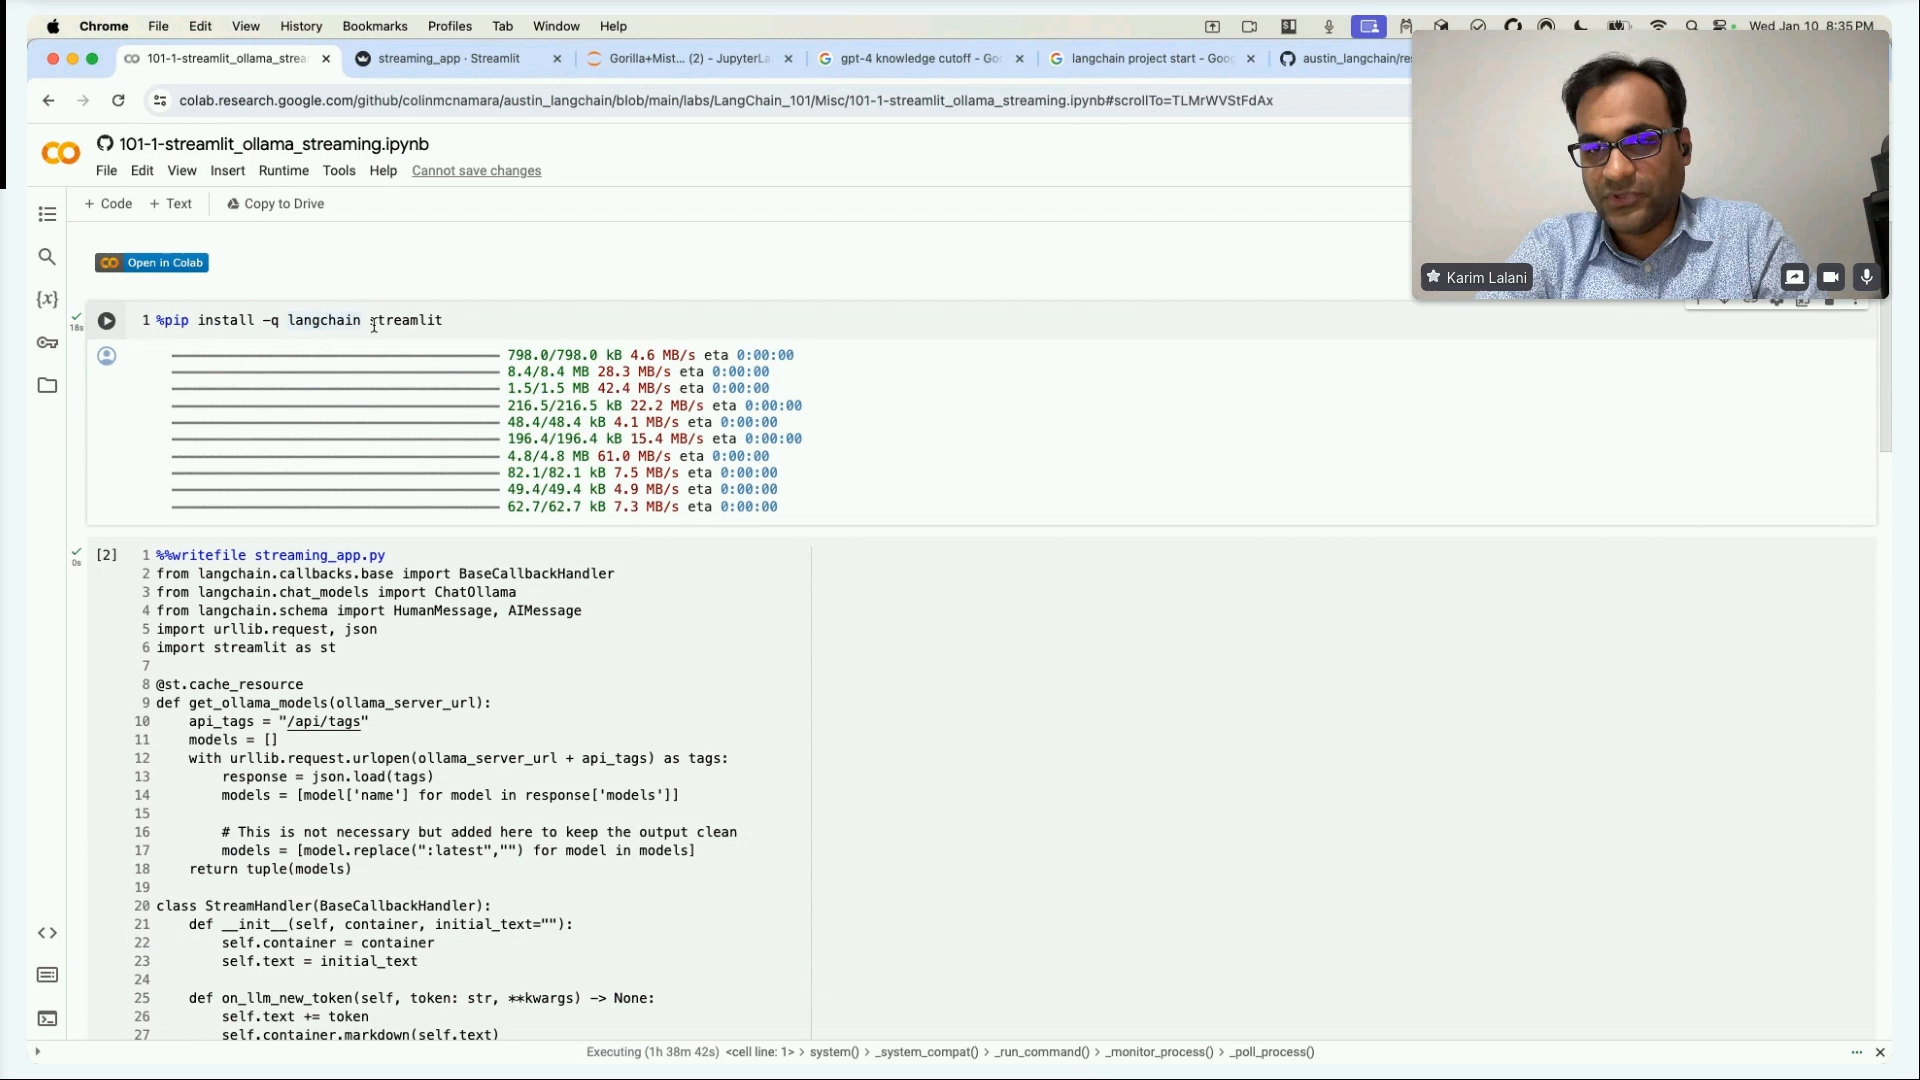 Chrome File Edit View History Bookmarks Profiles Tab Window Help Wed Jan 10 8:35 PM
101-1-streamlit_ollama_strea streaming_app · Streamlit Gorilla+Mist... (2) - JupyterLa gpt-4 knowledge cutoff - Goo langchain project start - Goog austin_langchain/res
colab.research.google.com/github/colinmcnamara/austin_langchain/blob/main/labs/LangChain_101/Misc/101-1-streamlit_ollama_streaming.ipynb#scrollTo=TLMrWVStFdAx
CO 101-1-streamlit_ollama_streaming.ipynb
File Edit View Insert Runtime Tools Help Cannot save changes
+ Code + Text Copy to Drive
Karim Lalani
Open in Colab
{x}
18s
1 %pip install -q langchain streamlit
798.0/798.0 kB 4.6 MB/s eta 0:00:00
8.4/8.4 MB 28.3 MB/s eta 0:00:00
1.5/1.5 MB 42.4 MB/s eta 0:00:00
216.5/216.5 kB 22.2 MB/s eta 0:00:00
48.4/48.4 kB 4.1 MB/s eta 0:00:00
196.4/196.4 kB 15.4 MB/s eta 0:00:00
4.8/4.8 MB 61.0 MB/s eta 0:00:00
82.1/82.1 kB 7.5 MB/s eta 0:00:00
49.4/49.4 kB 4.9 MB/s eta 0:00:00
62.7/62.7 kB 7.3 MB/s eta 0:00:00
0s
[2] 1 %%writefile streaming_app.py
2 from langchain.callbacks.base import BaseCallbackHandler
3 from langchain.chat_models import ChatOllama
4 from langchain.schema import HumanMessage, AIMessage
5 import urllib.request, json
6 import streamlit as st
7
8 @st.cache_resource
9 def get_ollama_models(ollama_server_url):
10 api_tags = "/api/tags"
11 models = []
12 with urllib.request.urlopen(ollama_server_url + api_tags) as tags:
13 response = json.load(tags)
14 models = [model['name'] for model in response['models']]
15
16 # This is not necessary but added here to keep the output clean
17 models = [model.replace(":latest","") for model in models]
18 return tuple(models)
19
20 class StreamHandler(BaseCallbackHandler):
21 def __init__(self, container, initial_text=""):
22 self.container = container
23 self.text = initial_text
24
25 def on_llm_new_token(self, token: str, **kwargs) -> None:
26 self.text += token
27 self.container.markdown(self.text)
Executing (1h 38m 42s) <cell line: 1> > system() > _system_compat() > _run_command() > _monitor_process() > _poll_process()